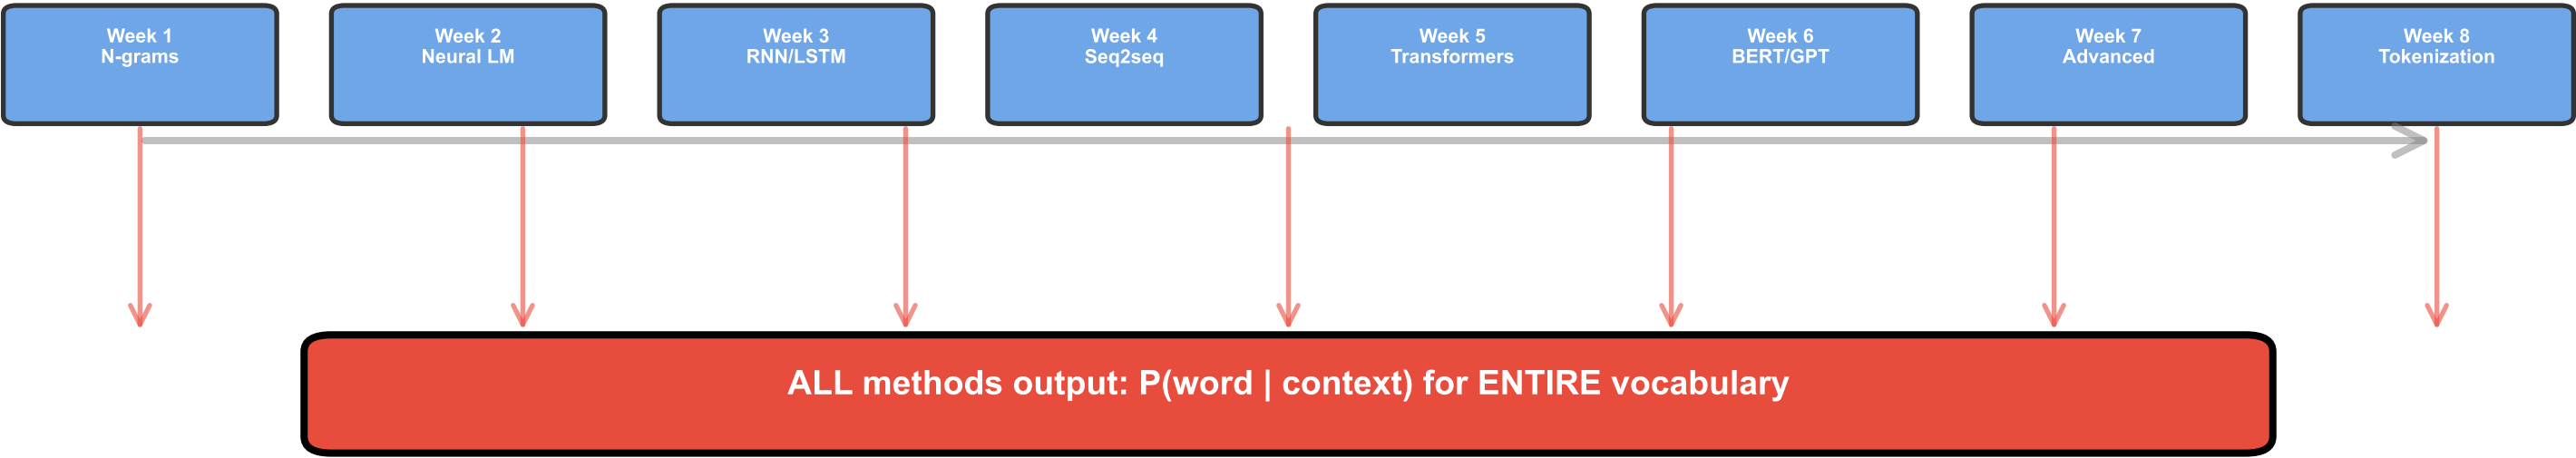 Week 1
N-grams
Week 2
Neural LM
Week 3
RNN/LSTM
Week 4
Seq2seq
Week 5
Transformers
Week 6
BERT/GPT
Week 7
Advanced
Week 8
Tokenization
ALL methods output: P(word | context) for ENTIRE vocabulary